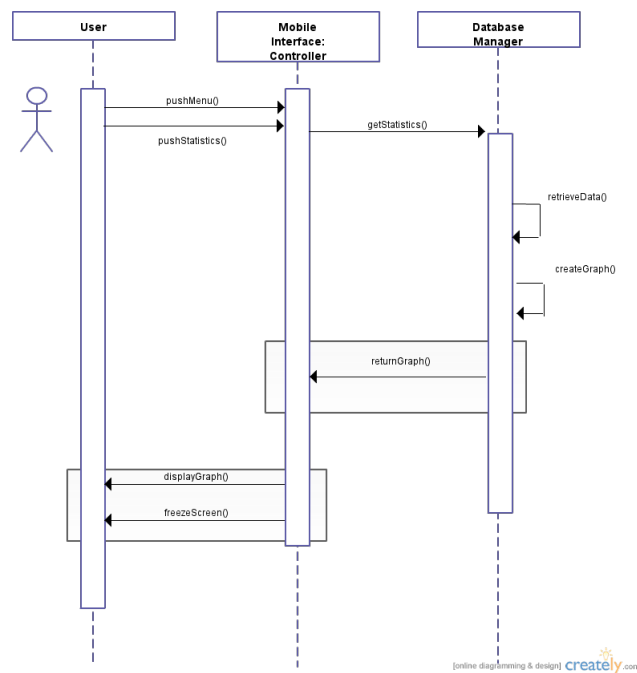 User
Mobile
Interface:
Controller
Database
Manager
pushMenu()
pushStatistics()
getStatistics()
retrieveData()
createGraph()
returnGraph()
displayGraph()
freezeScreen()
[online diagramming & design] creately.com